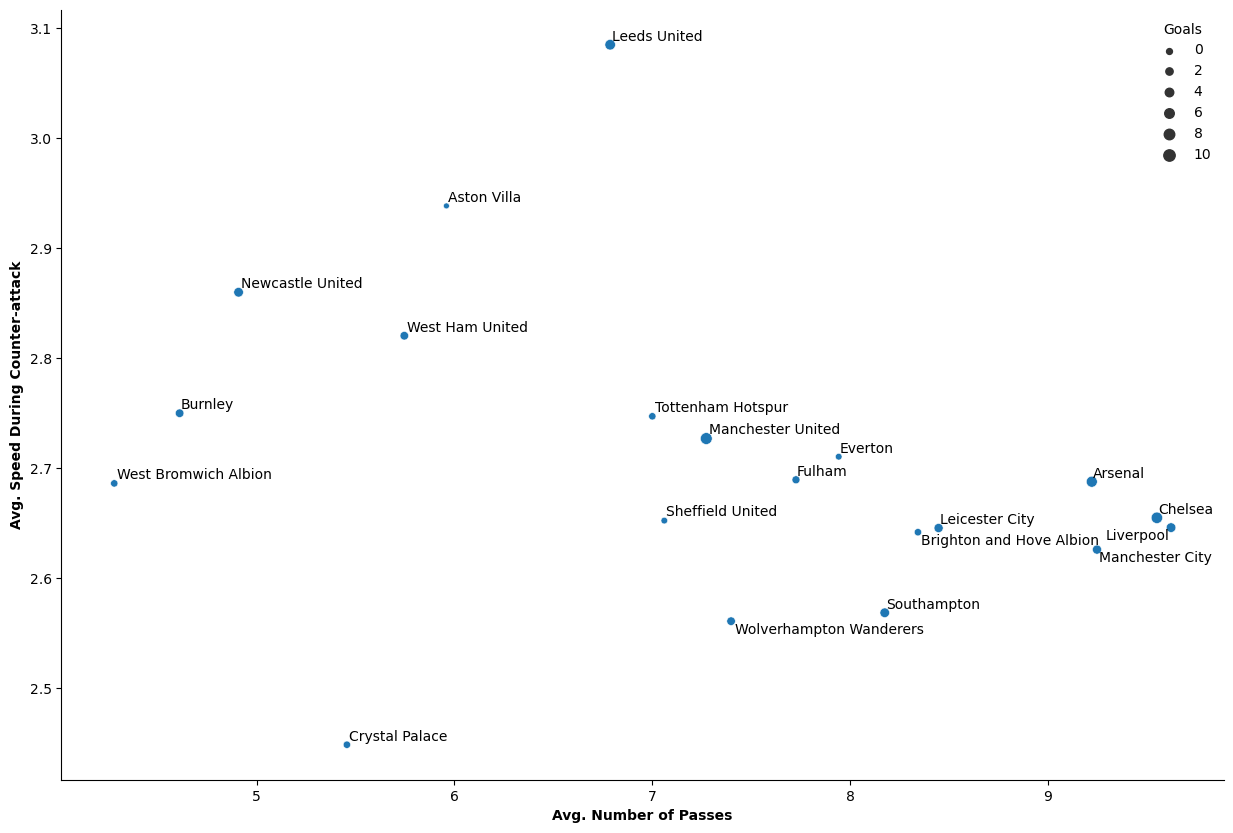 3.1
3.0
2.9
2.8
2.7
2.6
2.5
Avg. Speed During Counter-attack
Goals
0
2
4
6
8
10
Leeds United
Aston Villa
Newcastle United
West Ham United
Burnley
Tottenham Hotspur
Manchester United
Everton
Fulham
West Bromwich Albion
Arsenal
Sheffield United
Chelsea
Leicester City
Liverpool
Brighton and Hove Albion
Manchester City
Southampton
Wolverhampton Wanderers
Crystal Palace
5
6
7
8
9
Avg. Number of Passes